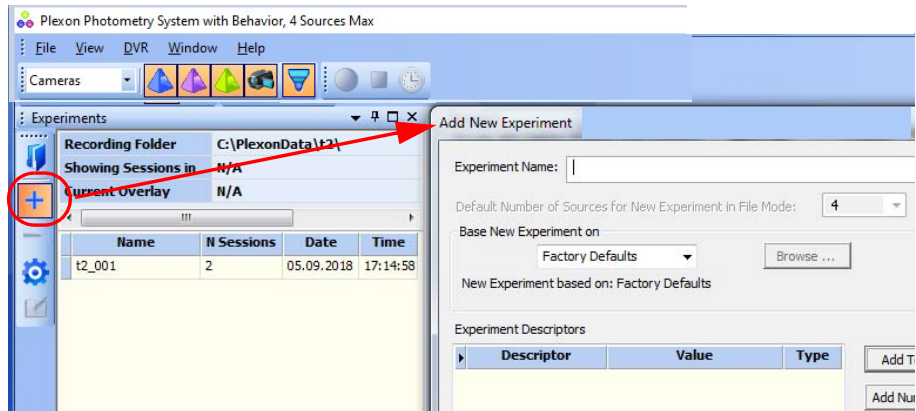 Plexon Photometry System with Behavior, 4 Sources Max
File View DVR Window Help
Cameras
Experiments
Recording Folder C:\PlexonData\t2\
Showing Sessions in N/A
Current Overlay N/A
Name N Sessions Date Time
t2_001 2 05.09.2018 17:14:58
Add New Experiment
Experiment Name:
Default Number of Sources for New Experiment in File Mode: 4
Base New Experiment on
Factory Defaults Browse ...
New Experiment based on: Factory Defaults
Experiment Descriptors
Descriptor Value Type
Add T
Add Nu